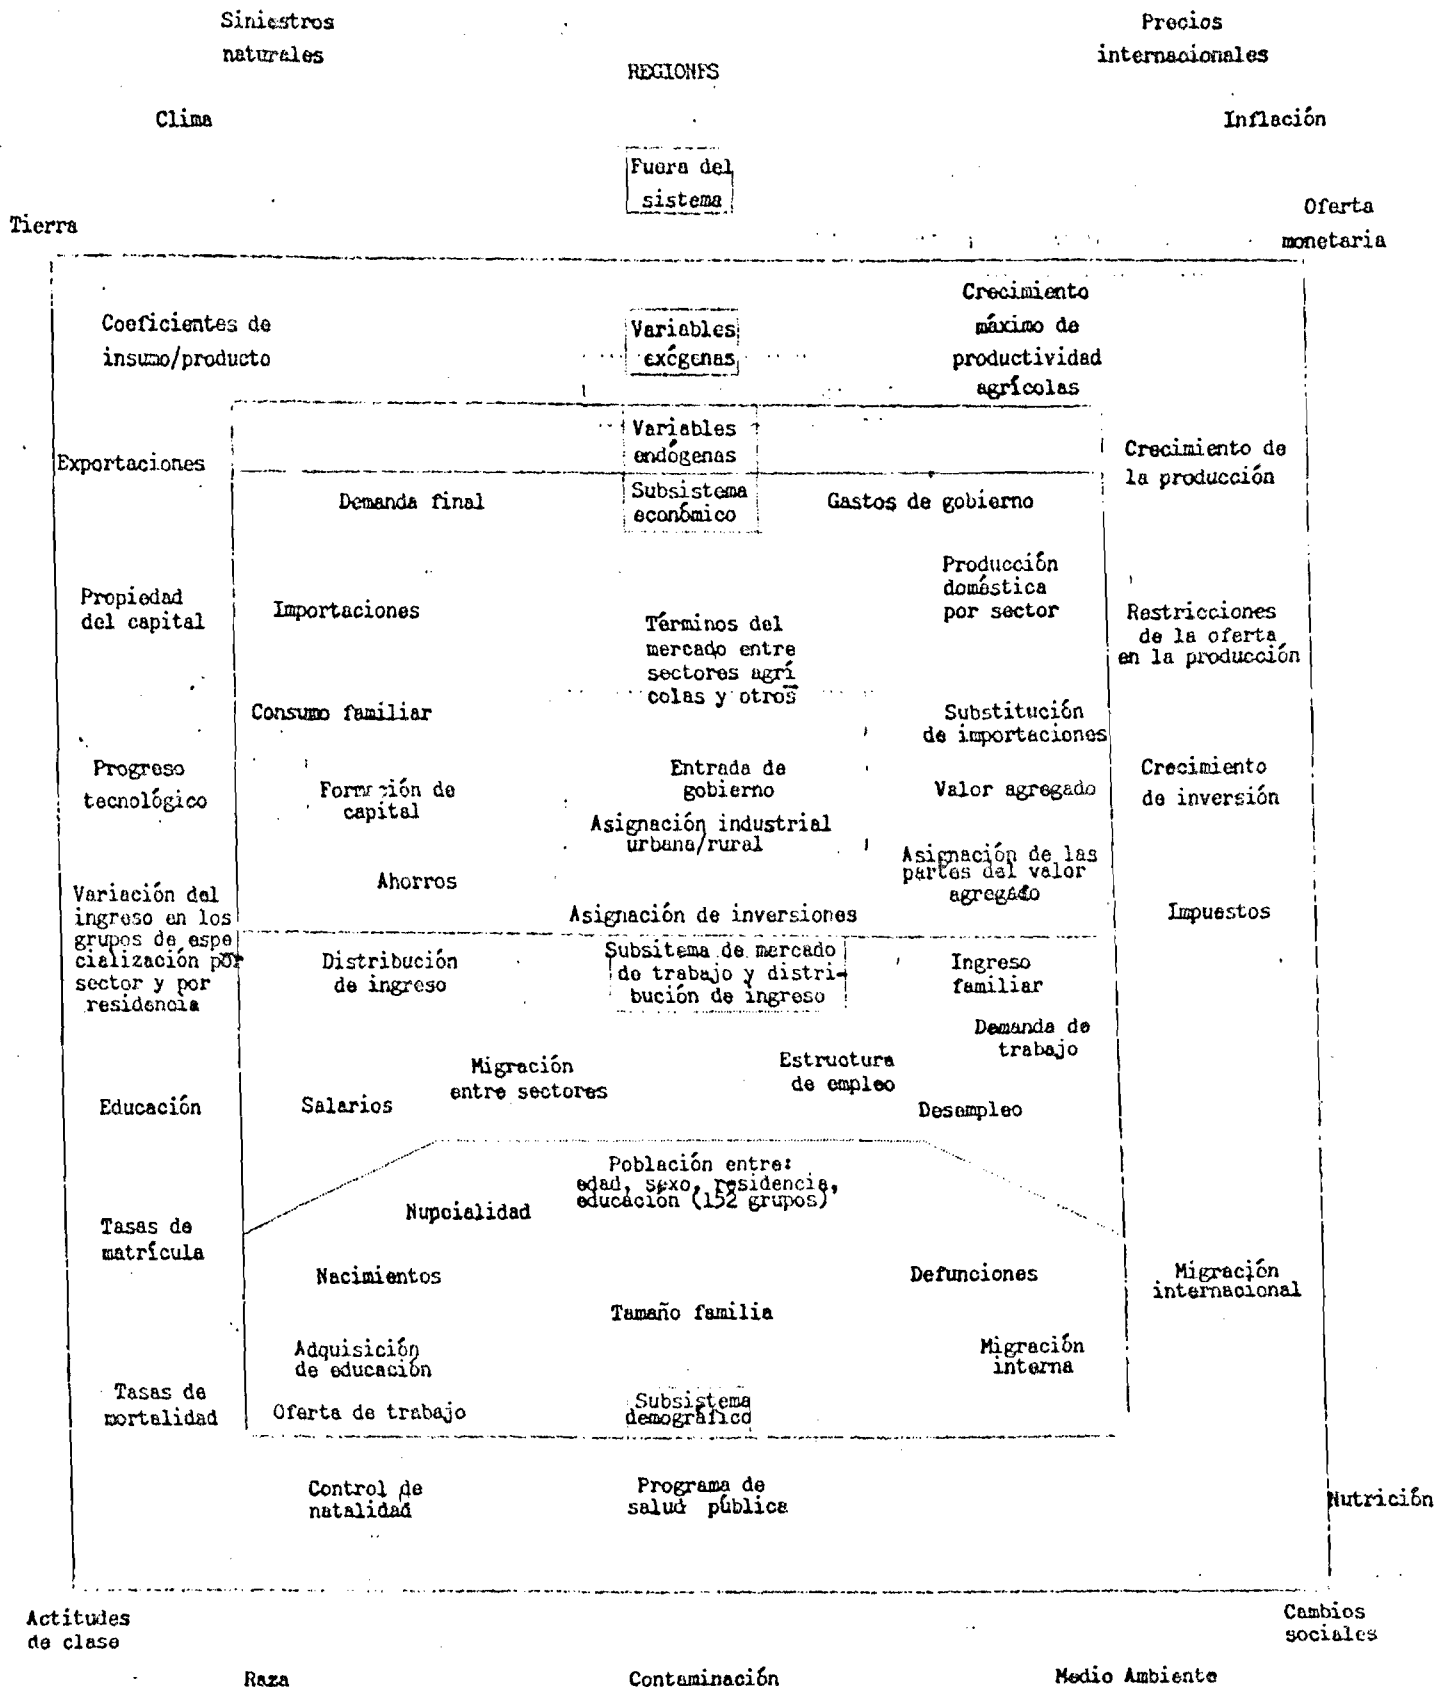 Siniestros
naturales
Precios
internacionales
REGIONES
Clima
Inflación
Fuera del
sistema
Tierra
Oferta
monetaria
Coeficientes de
insumo/producto
Variables
exógenas
Crecimiento
máximo de
productividad
agrícolas
Variables
endógenas
Exportaciones
Crecimiento de
la producción
Demanda final
Subsistema
económico
Gastos de gobierno
Propiedad
del capital
Importaciones
Términos del
mercado entre
sectores agrí
colas y otros
Producción
doméstica
por sector
Restricciones
de la oferta
en la producción
Consumo familiar
Substitución
de importaciones
Progreso
tecnológico
Formación de
capital
Entrada de
gobierno
Valor agregado
Crecimiento
de inversión
Asignación industrial
urbana/rural
Ahorros
Asignación de las
partes del valor
agregado
Variación del
ingreso en los
grupos de espe
cialización por
sector y por
residencia
Asignación de inversiones
Impuestos
Distribución
de ingreso
Subsitema de mercado
de trabajo y distri-
bución de ingreso
Ingreso
familiar
Demanda de
trabajo
Migración
entre sectores
Estructura
de empleo
Educación
Salarios
Desempleo
Población entre:
edad, sexo, residencia,
educación (152 grupos)
Nupcialidad
Tasas de
matrícula
Nacimientos
Defunciones
Migración
internacional
Tamaño familia
Adquisición
de educación
Migración
interna
Tasas de
mortalidad
Oferta de trabajo
Subsistema
demográfico
Control de
natalidad
Programa de
salud pública
Nutrición
Actitudes
de clase
Cambios
sociales
Raza
Contaminación
Medio Ambiente